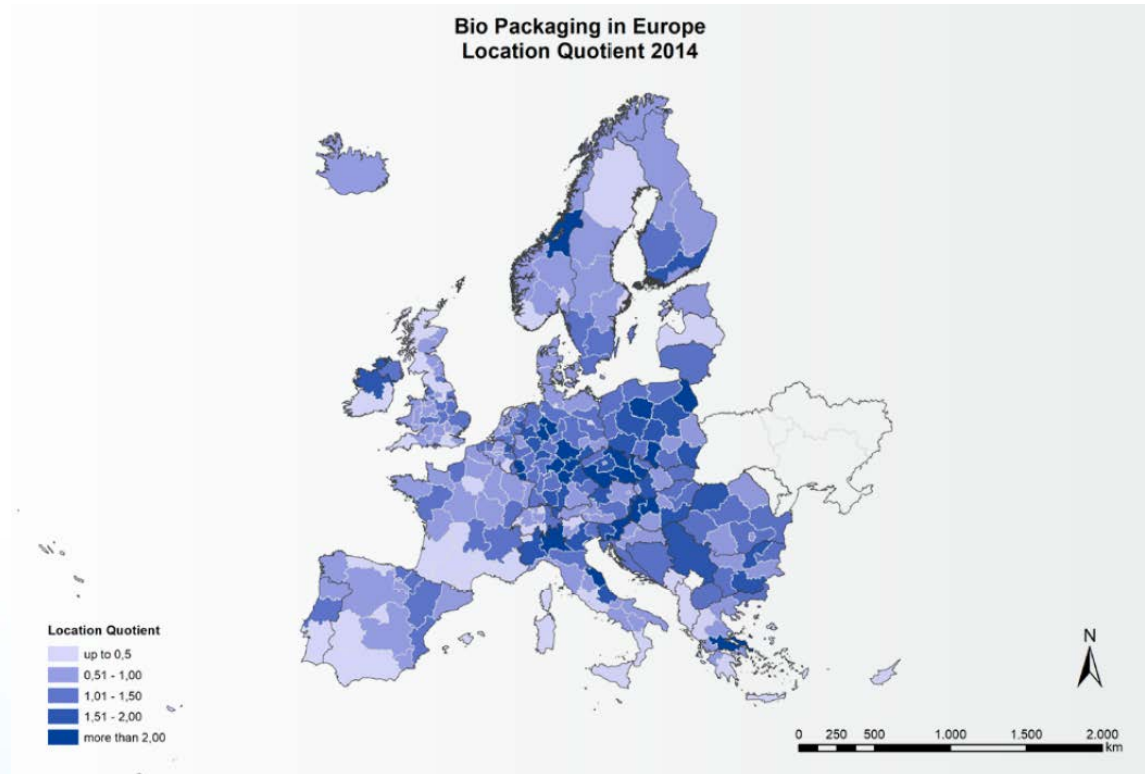 Bio Packaging in Europe
Location Quotient 2014
Location Quotient
up to 0,5
0,51 - 1,00
1,01 - 1,50
1,51 - 2,00
more than 2,00
N
0 250 500 1.000 1.500 2.000
km